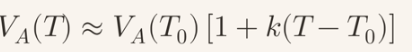 V_A(T) ≈ V_A(T_0) [1 + k(T − T_0)]